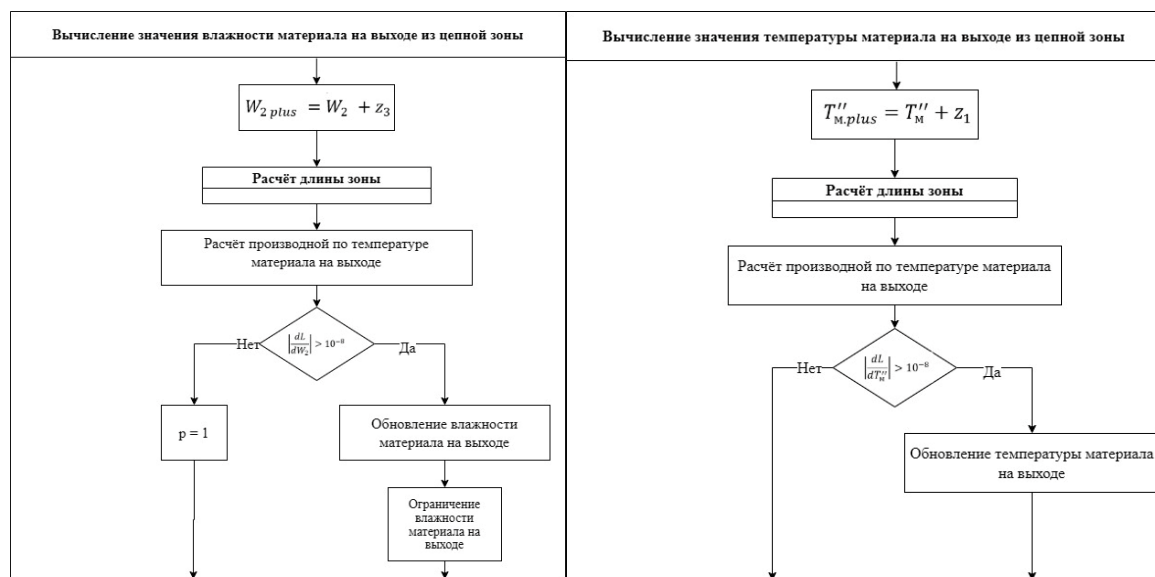 Вычисление значения влажности материала на выходе из цепной зоны
W₂ plus = W₂ + z₃
Расчёт длины зоны
Расчёт производной по температуре
материала на выходе
|dL/dW₂| > 10⁻⁸
Нет
Да
p = 1
Обновление влажности
материала на выходе
Ограничение
влажности
материала на
выходе
Вычисление значения температуры материала на выходе из цепной зоны
T″м.plus = T″м + z₁
Расчёт длины зоны
Расчёт производной по температуре материала
на выходе
|dL/dT″м| > 10⁻⁸
Нет
Да
Обновление температуры материала
на выходе